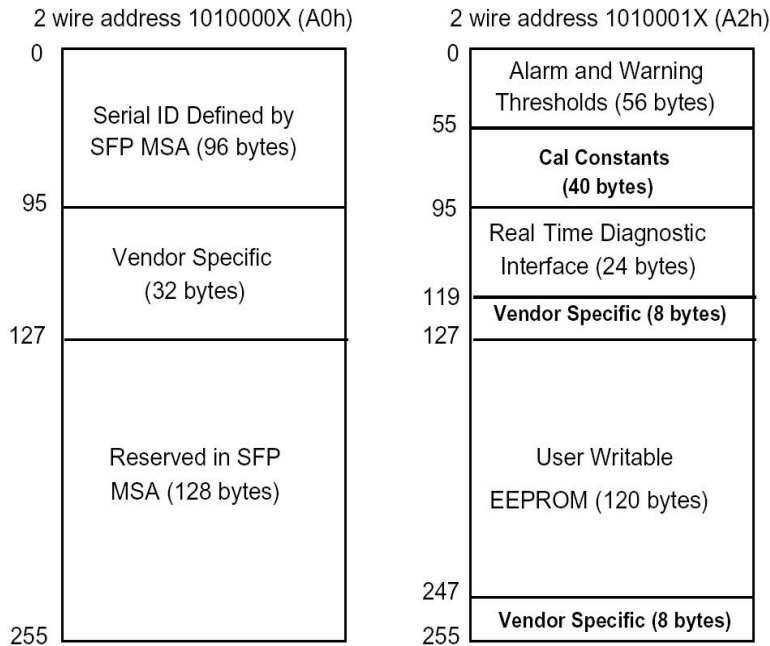 2 wire address 1010000X (A0h)
0
Serial ID Defined by
SFP MSA (96 bytes)
95
Vendor Specific
(32 bytes)
127
Reserved in SFP
MSA (128 bytes)
255
2 wire address 1010001X (A2h)
0
Alarm and Warning
Thresholds (56 bytes)
55
Cal Constants
(40 bytes)
95
Real Time Diagnostic
Interface (24 bytes)
119
Vendor Specific (8 bytes)
127
User Writable
EEPROM (120 bytes)
247
Vendor Specific (8 bytes)
255